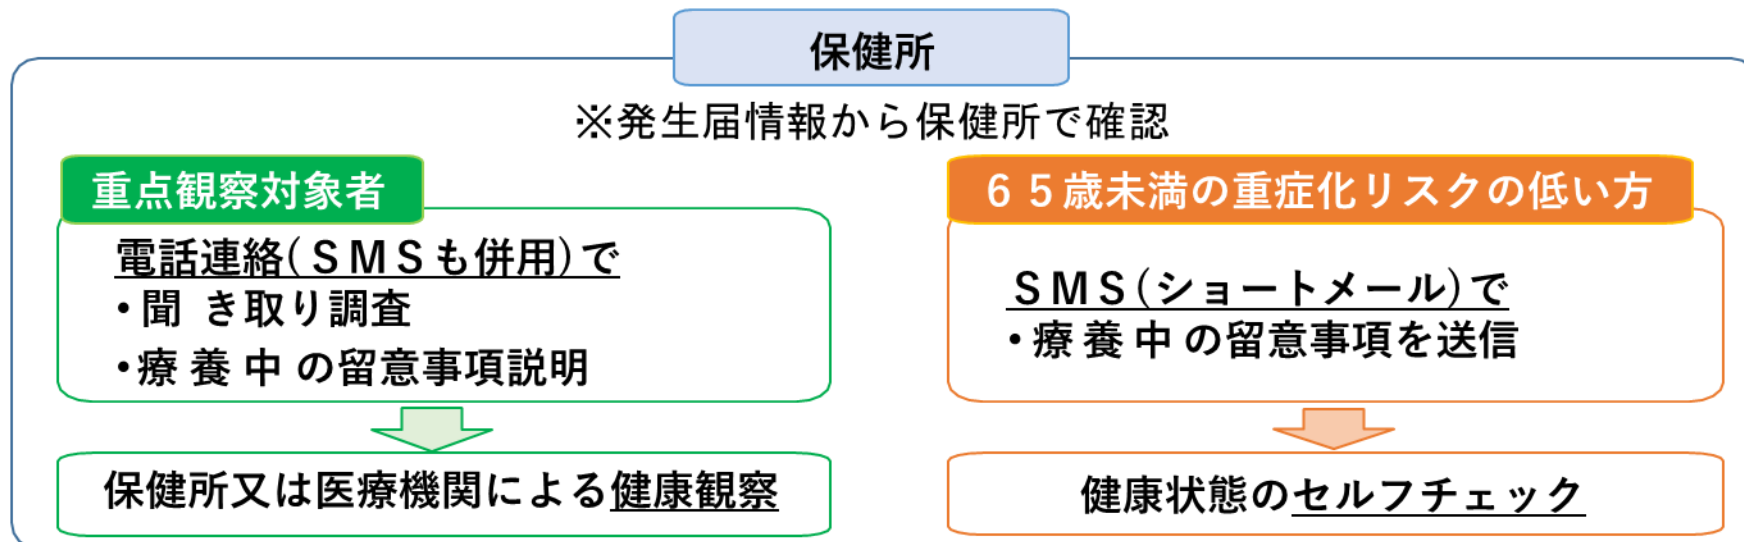 保健所
※発生届情報から保健所で確認
重点観察対象者
電話連絡(ＳＭＳも併用)で
・聞 き取り調査
・療 養 中 の留意事項説明
保健所又は医療機関による健康観察
６５歳未満の重症化リスクの低い方
ＳＭＳ(ショートメール)で
・療 養 中 の留意事項を送信
健康状態のセルフチェック